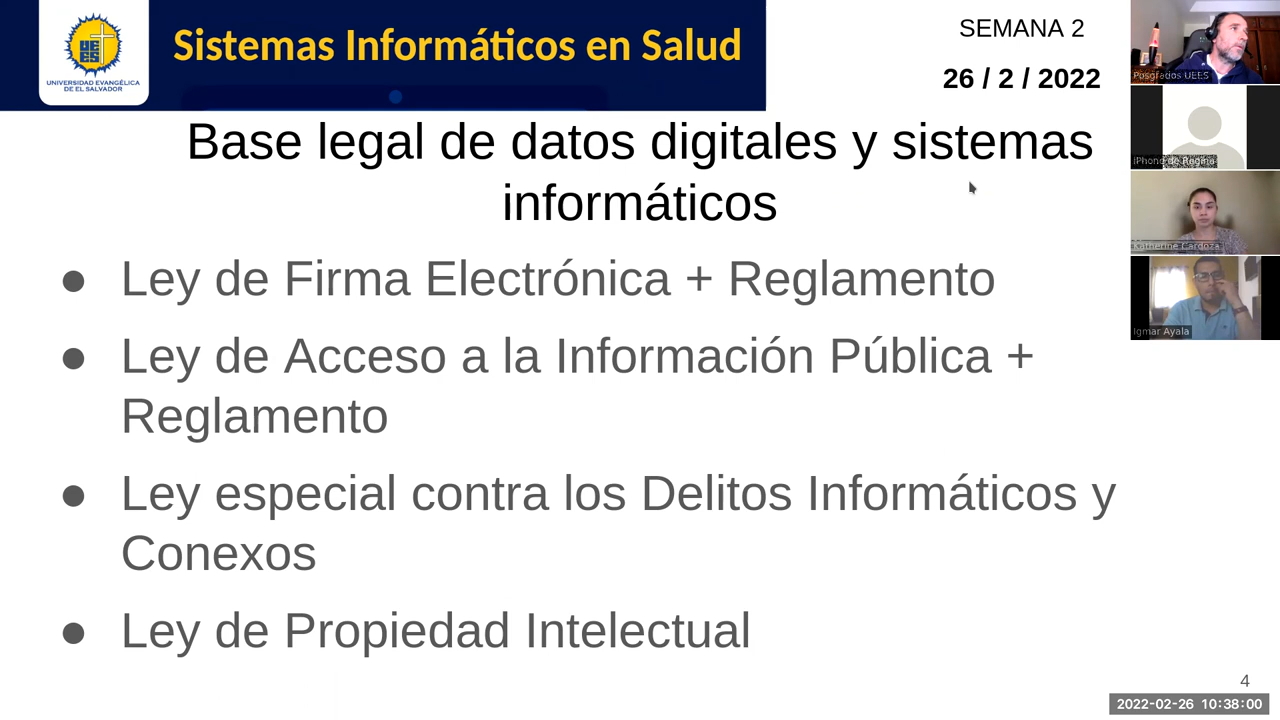 UNIVERSIDAD EVANGÉLICA
DE EL SALVADOR
Sistemas Informáticos en Salud
SEMANA 2
26 / 2 / 2022
Base legal de datos digitales y sistemas
informáticos
● Ley de Firma Electrónica + Reglamento
● Ley de Acceso a la Información Pública +
Reglamento
● Ley especial contra los Delitos Informáticos y
Conexos
● Ley de Propiedad Intelectual
4
Posgrados UEES
iPhone de Regina
Katherine Cardoza
Igmar Ayala
2022-02-26 10:38:00